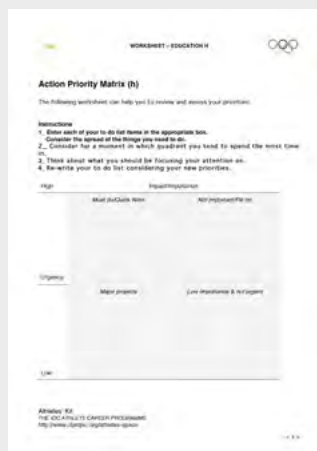 WORKSHEET – EDUCATION H
Action Priority Matrix (h)
The following worksheet can help you to review and assess your priorities.
Instructions
1. Enter each of your to do list items in the appropriate box.
Consider the spread of the things you need to do.
2. Consider for a moment in which quadrant you tend to spend the most time
in.
3. Think about what you should be focusing your attention on.
4. Re-write your to do list considering your new priorities.
High Impact/Importance
Must do/Quick Wins Not important/Fill ins
Urgency
Major projects Low importance & not urgent
Low
Athletes' Kit
THE IOC ATHLETE CAREER PROGRAMME